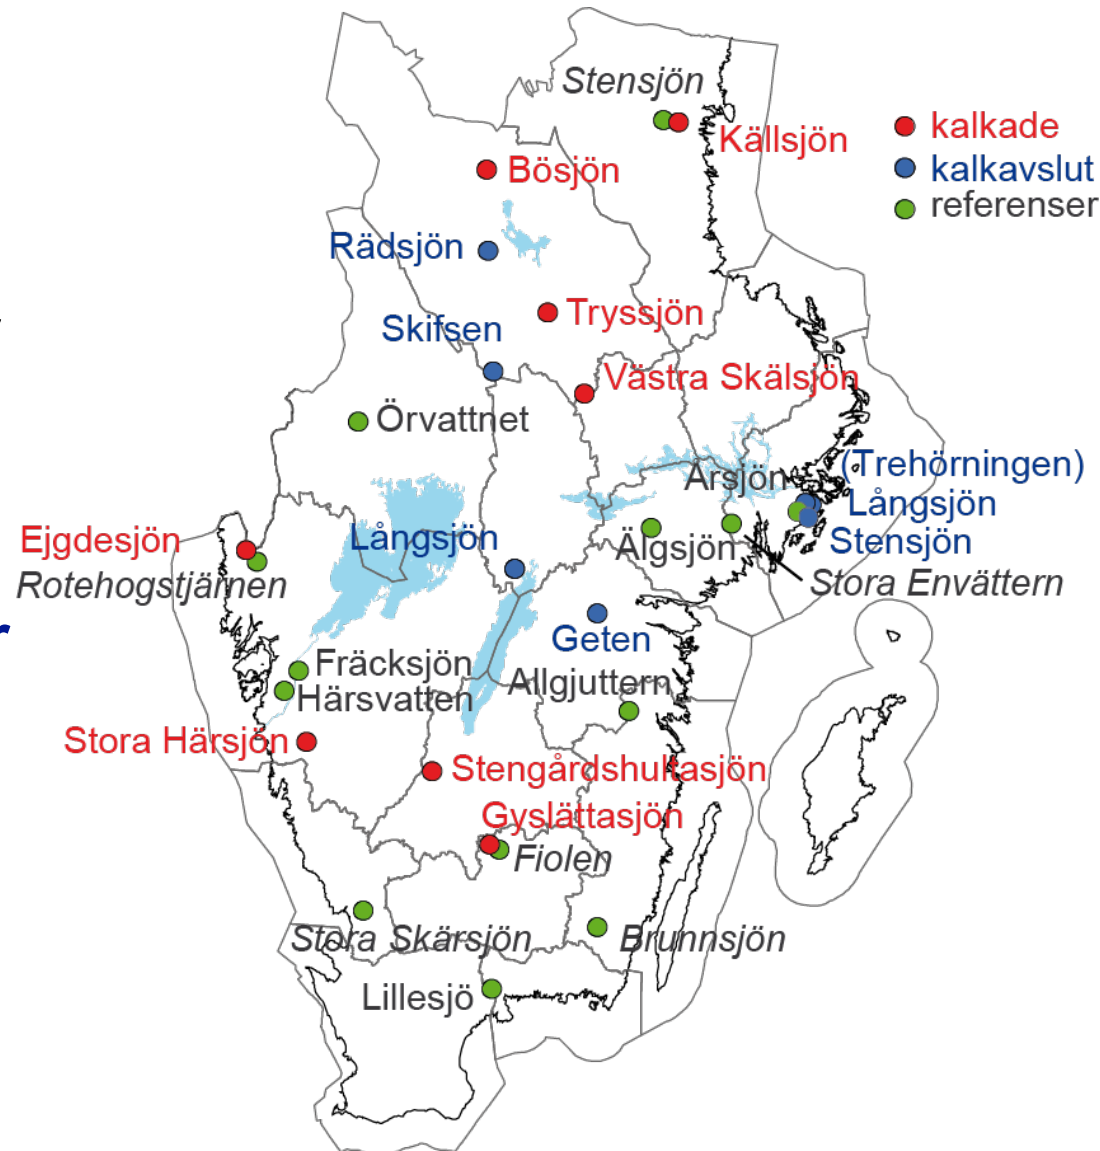 Stensjön
Källsjön
kalkade
kalkavslut
referenser
Bösjön
Rädsjön
Tryssjön
Skifsen
Västra Skälsjön
Örvattnet
(Trehörningen)
Årsjön
Långsjön
Ejgdesjön
Långsjön
Älgsjön
Stensjön
Rotehogstjärnen
Stora Envättern
Geten
Fräcksjön
Allgjuttern
Härsvatten
Stora Härsjön
Stengårdshultasjön
Gyslättasjön
Fiolen
Stora Skärsjön
Brunnsjön
Lillesjö